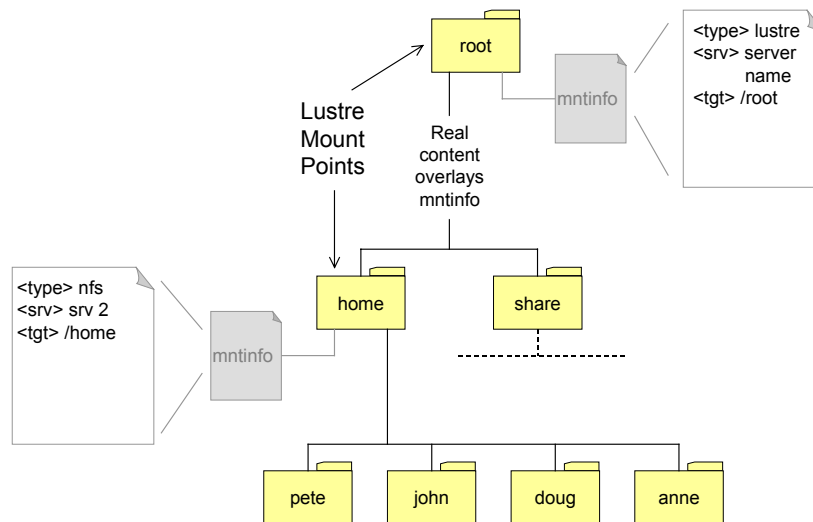 root
<type> lustre
<srv> server
name
<tgt> /root
mntinfo
Lustre
Mount
Points
Real
content
overlays
mntinfo
<type> nfs
<srv> srv 2
<tgt> /home
mntinfo
home
share
pete
john
doug
anne